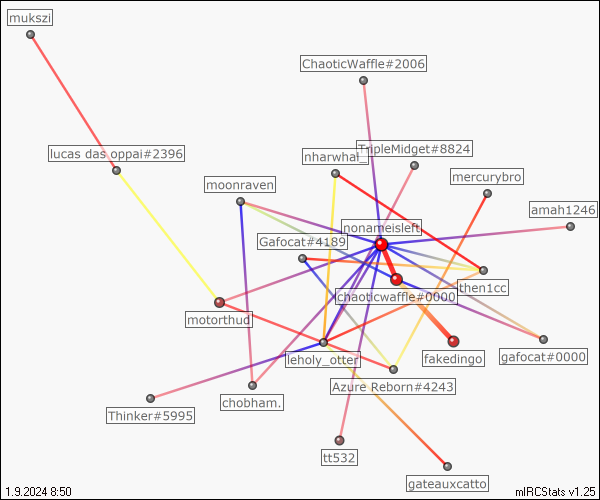 mukszi
ChaoticWaffle#2006
lucas das oppai#2396
TripleMidget#8824
nharwhal_
moonraven
mercurybro
amah1246
nonameisleft
Gafocat#4189
then1cc
chaoticwaffle#0000
motorthud
leholy_otter
fakedingo
gafocat#0000
Azure Reborn#4243
chobham.
Thinker#5995
tt532
gateauxcatto
1.9.2024 8:50
mIRCStats v1.25